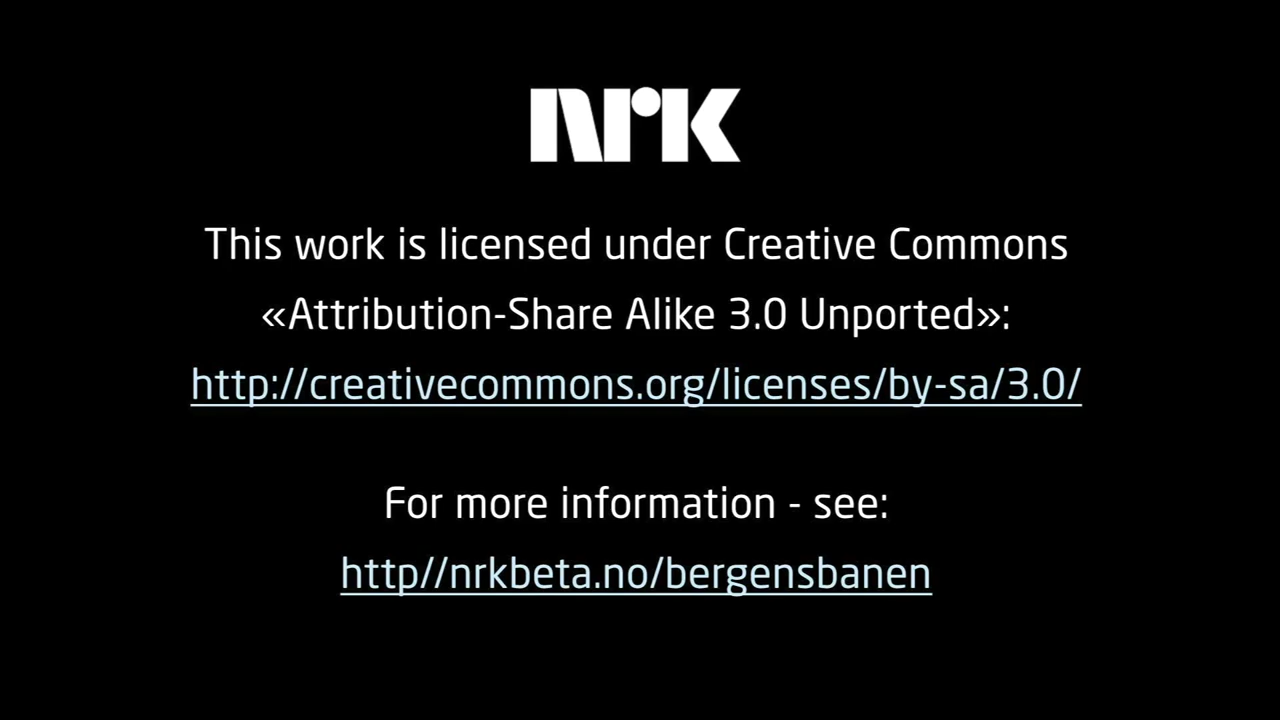 NRK
This work is licensed under Creative Commons
«Attribution-Share Alike 3.0 Unported»:
http://creativecommons.org/licenses/by-sa/3.0/
For more information - see:
http//nrkbeta.no/bergensbanen